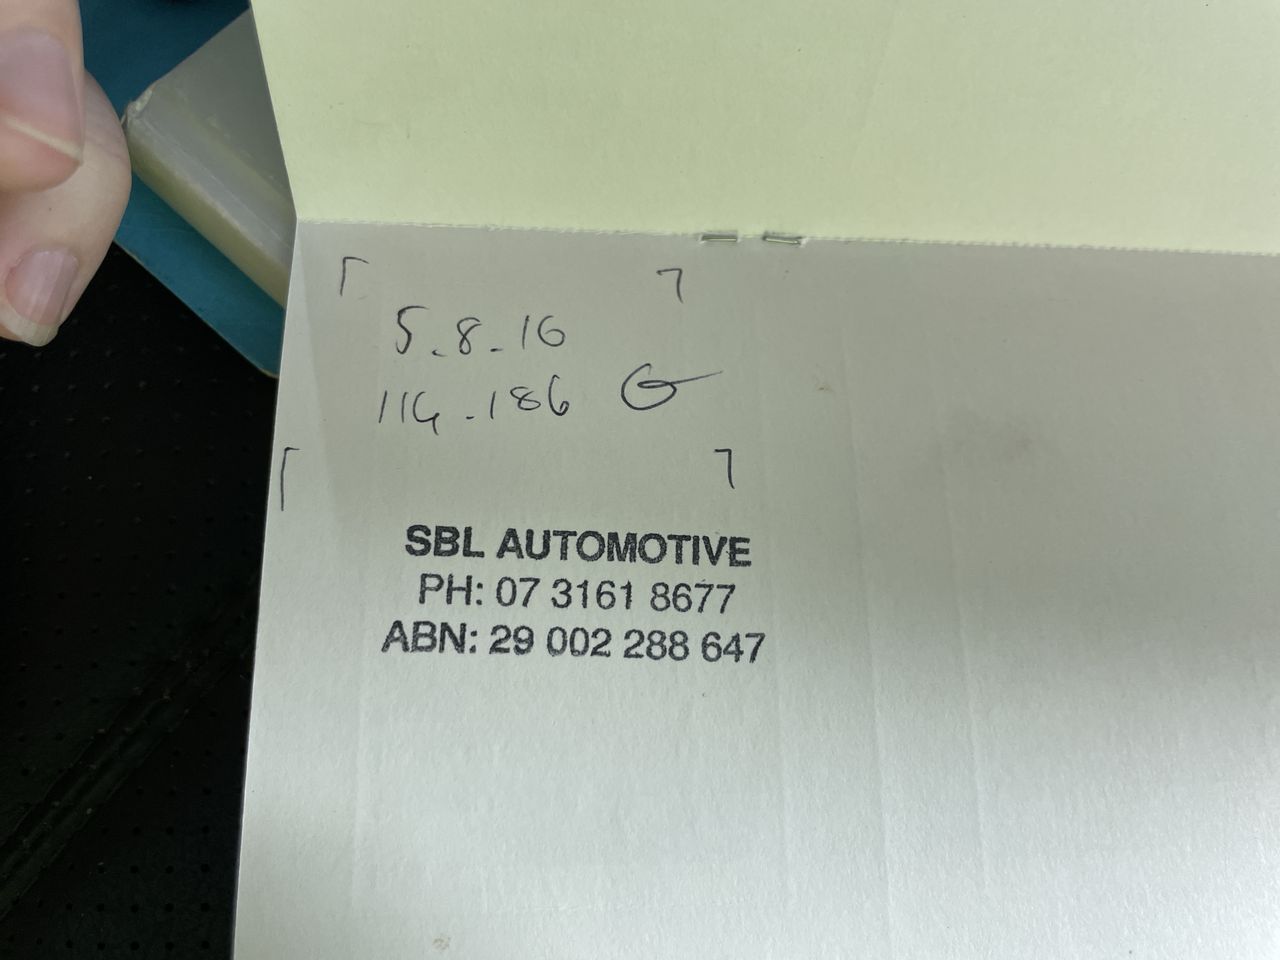 5.8.16
114.186
SBL AUTOMOTIVE
PH: 07 3161 8677
ABN: 29 002 288 647